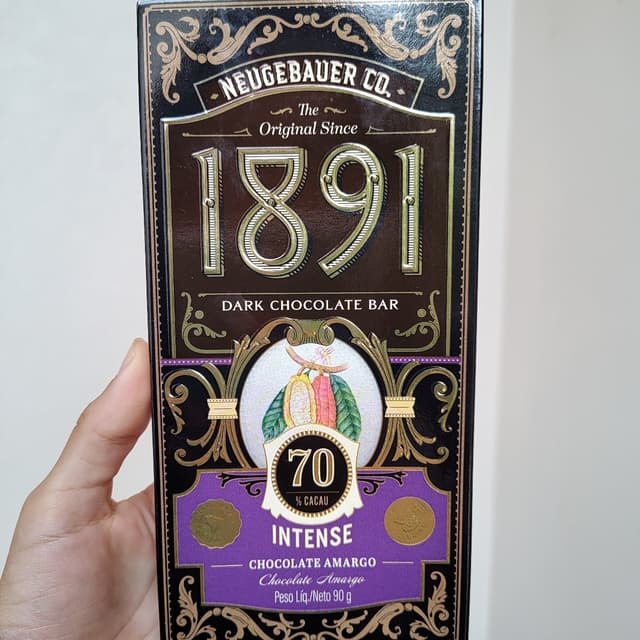 NEUGEBAUER CO.
The
Original Since
1891
DARK CHOCOLATE BAR
70
% CACAU
INTENSE
CHOCOLATE AMARGO
Chocolate Amargo
Peso Líq./Neto 90 g